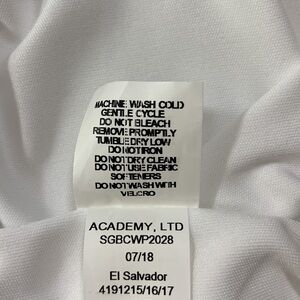 MACHINE WASH COLD
GENTLE CYCLE
DO NOT BLEACH
REMOVE PROMPTLY
TUMBLE DRY LOW
DO NOT IRON
DO NOT DRY CLEAN
DO NOT USE FABRIC
SOFTENERS
DO NOT WASH WITH
VELCRO
ACADEMY, LTD
SGBCWP2028
07/18
El Salvador
4191215/16/17